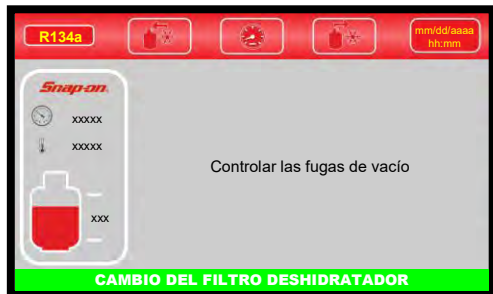 R134a
mm/dd/aaaa
hh:mm
Snap-on
xxxxx
xxxxx
Controlar las fugas de vacío
xxx
CAMBIO DEL FILTRO DESHIDRATADOR